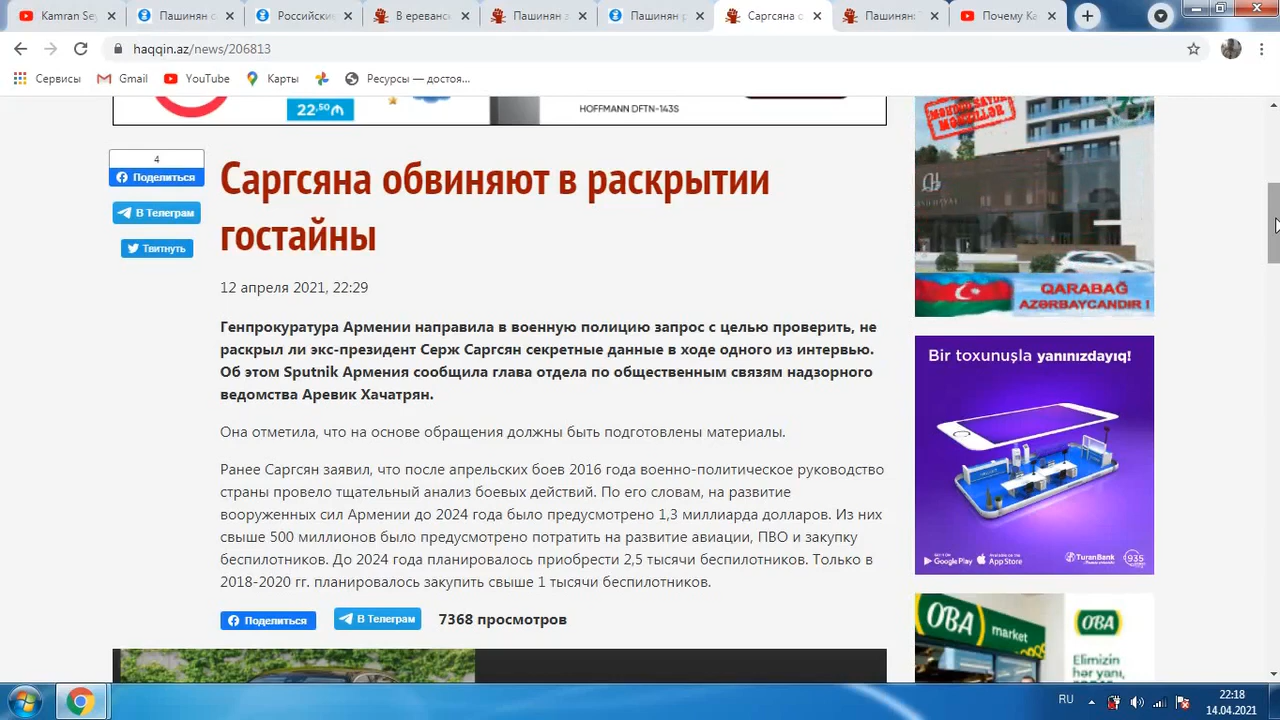 Kamran Se
Пашинян с
Российски
В ереванс
Пашинян з
Пашинян р
Саргсяна о
Пашинян:
Почему Ка
haqqin.az/news/206813
Сервисы
Gmail
YouTube
Карты
Ресурсы — достоя...
22.50₼
HOFFMANN DFTN-143S
4
Поделиться
В Телеграм
Твитнуть
Саргсяна обвиняют в раскрытии
гостайны
12 апреля 2021, 22:29
Генпрокуратура Армении направила в военную полицию запрос с целью проверить, не
раскрыл ли экс-президент Серж Саргсян секретные данные в ходе одного из интервью.
Об этом Sputnik Армения сообщила глава отдела по общественным связям надзорного
ведомства Аревик Хачатрян.
Она отметила, что на основе обращения должны быть подготовлены материалы.
Ранее Саргсян заявил, что после апрельских боев 2016 года военно-политическое руководство
страны провело тщательный анализ боевых действий. По его словам, на развитие
вооруженных сил Армении до 2024 года было предусмотрено 1,3 миллиарда долларов. Из них
свыше 500 миллионов было предусмотрено потратить на развитие авиации, ПВО и закупку
беспилотников. До 2024 года планировалось приобрести 2,5 тысячи беспилотников. Только в
2018-2020 гг. планировалось закупить свыше 1 тысячи беспилотников.
Поделиться
В Телеграм
7368 просмотров
QARABAĞ
AZƏRBAYCANDIR !
Bir toxunuşla yanınızdayıq!
Google Play
App Store
TuranBank
935
OBA
market
OBA
Elimizin
hər yanı,
RU
22:18
14.04.2021